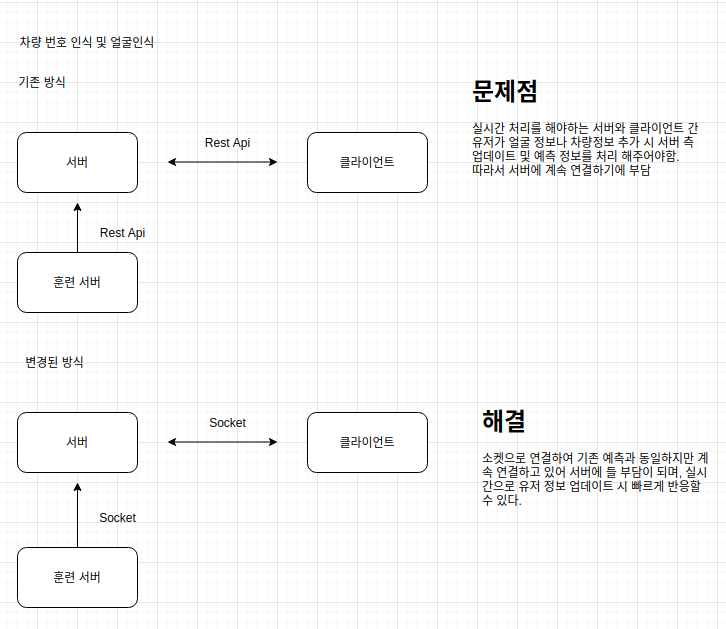 차량 번호 인식 및 얼굴인식
기존 방식
서버
Rest Api
클라이언트
Rest Api
훈련 서버
문제점
실시간 처리를 해야하는 서버와 클라이언트 간
유저가 얼굴 정보나 차량정보 추가 시 서버 측
업데이트 및 예측 정보를 처리 해주어야함.
따라서 서버에 계속 연결하기에 부담
변경된 방식
서버
Socket
클라이언트
Socket
훈련 서버
해결
소켓으로 연결하여 기존 예측과 동일하지만 계
속 연결하고 있어 서버에 들 부담이 되며, 실시
간으로 유저 정보 업데이트 시 빠르게 반응할
수 있다.